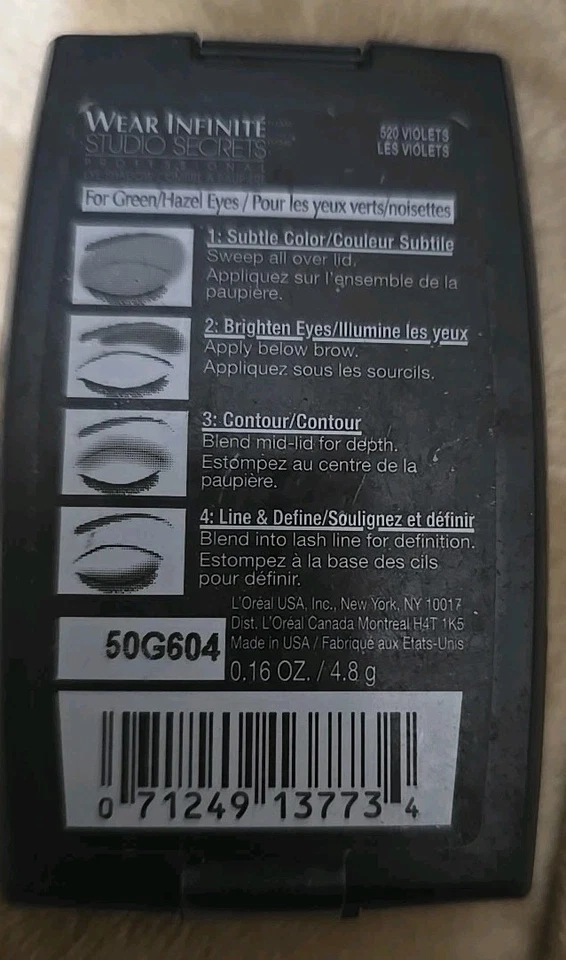 WEAR INFINITÉ
STUDIO SECRETS
PROFESSIONAL
520 VIOLETS
LES VIOLETS
For Green/Hazel Eyes / Pour les yeux verts/noisettes
1: Subtle Color/Couleur Subtile
Sweep all over lid.
Appliquez sur l'ensemble de la
paupière.
2: Brighten Eyes/Illumine les yeux
Apply below brow.
Appliquez sous les sourcils.
3: Contour/Contour
Blend mid-lid for depth.
Estompez au centre de la
paupière.
4: Line & Define/Soulignez et définir
Blend into lash line for definition.
Estompez à la base des cils
pour définir.
L'Oréal USA, Inc., New York, NY 10017
Dist. L'Oréal Canada Montreal H4T 1K5
Made in USA / Fabriqué aux États-Unis
50G604
0.16 OZ. / 4.8 g
0 71249 13773 4